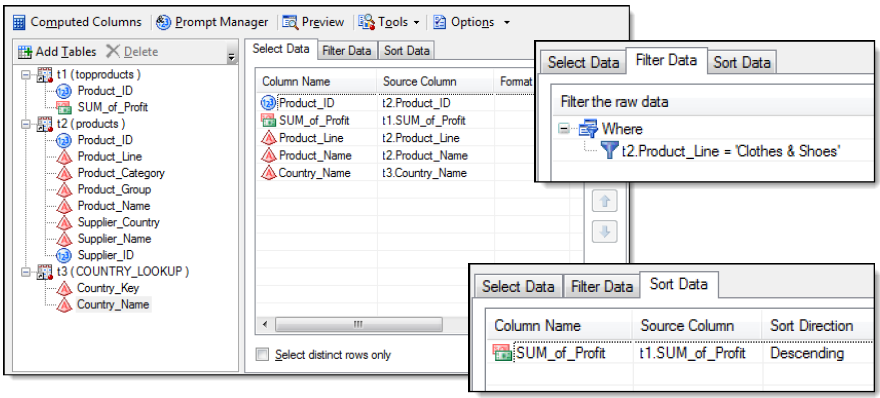 Computed Columns Prompt Manager Preview Tools Options
Add Tables Delete
t1 (topproducts )
Product_ID
SUM_of_Profit
t2 (products )
Product_ID
Product_Line
Product_Category
Product_Group
Product_Name
Supplier_Country
Supplier_Name
Supplier_ID
t3 (COUNTRY_LOOKUP )
Country_Key
Country_Name
Select Data Filter Data Sort Data
Column Name Source Column Format
Product_ID t2.Product_ID
SUM_of_Profit t1.SUM_of_Profit
Product_Line t2.Product_Line
Product_Name t2.Product_Name
Country_Name t3.Country_Name
Select distinct rows only
Select Data Filter Data Sort Data
Filter the raw data
Where
t2.Product_Line = 'Clothes & Shoes'
Select Data Filter Data Sort Data
Column Name Source Column Sort Direction
SUM_of_Profit t1.SUM_of_Profit Descending